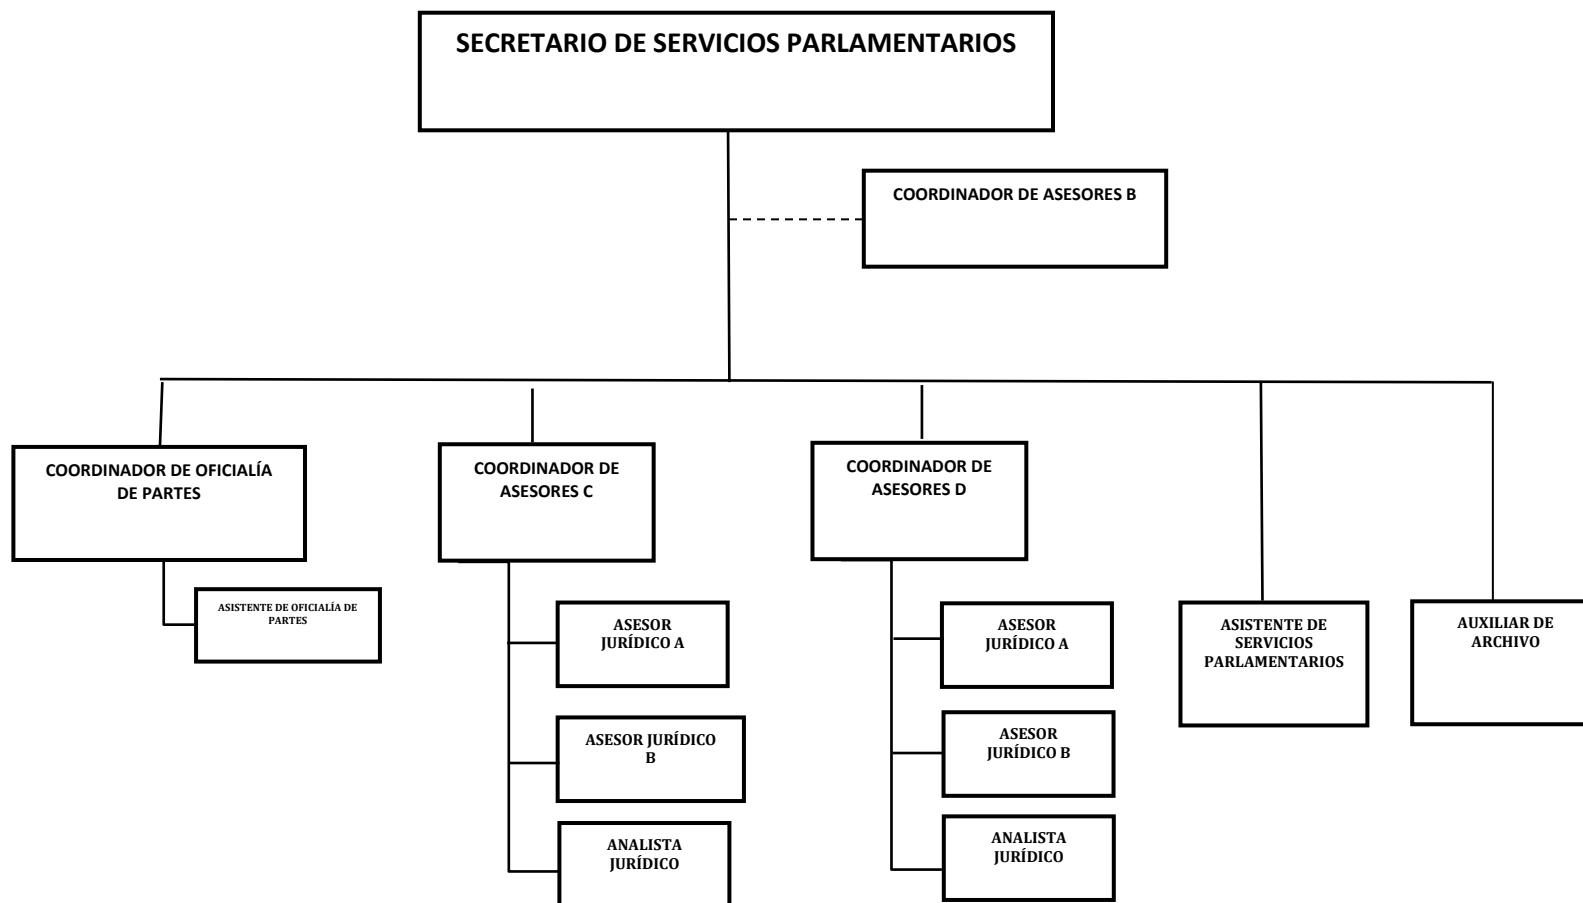 SECRETARIO DE SERVICIOS PARLAMENTARIOS
COORDINADOR DE ASESORES B
COORDINADOR DE OFICIALÍA
DE PARTES
COORDINADOR DE
ASESORES C
COORDINADOR DE
ASESORES D
ASISTENTE DE OFICIALÍA DE
PARTES
ASESOR
JURÍDICO A
ASESOR JURÍDICO
B
ANALISTA
JURÍDICO
ASESOR
JURÍDICO A
ASESOR
JURÍDICO B
ANALISTA
JURÍDICO
ASISTENTE DE
SERVICIOS
PARLAMENTARIOS
AUXILIAR DE
ARCHIVO